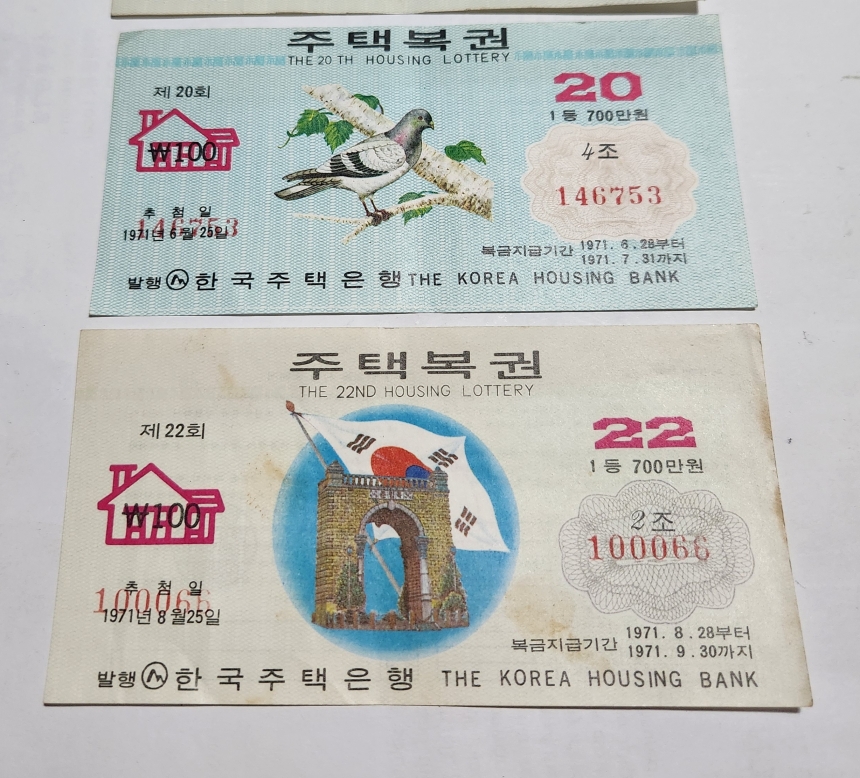 주택복권
THE 20 TH HOUSING LOTTERY
제 20회
20
1등 700만원
₩100
4조
146753
추 첨 일
146753
1971년 6월 25일
복금지급기간 1971. 6. 28부터
1971. 7. 31까지
발행 한국주택은행 THE KOREA HOUSING BANK
주택복권
THE 22ND HOUSING LOTTERY
제 22회
22
1등 700만원
₩100
2조
100066
추 첨 일
100066
1971년 8월 25일
복금지급기간 1971. 8. 28부터
1971. 9. 30까지
발행 한국주택은행 THE KOREA HOUSING BANK